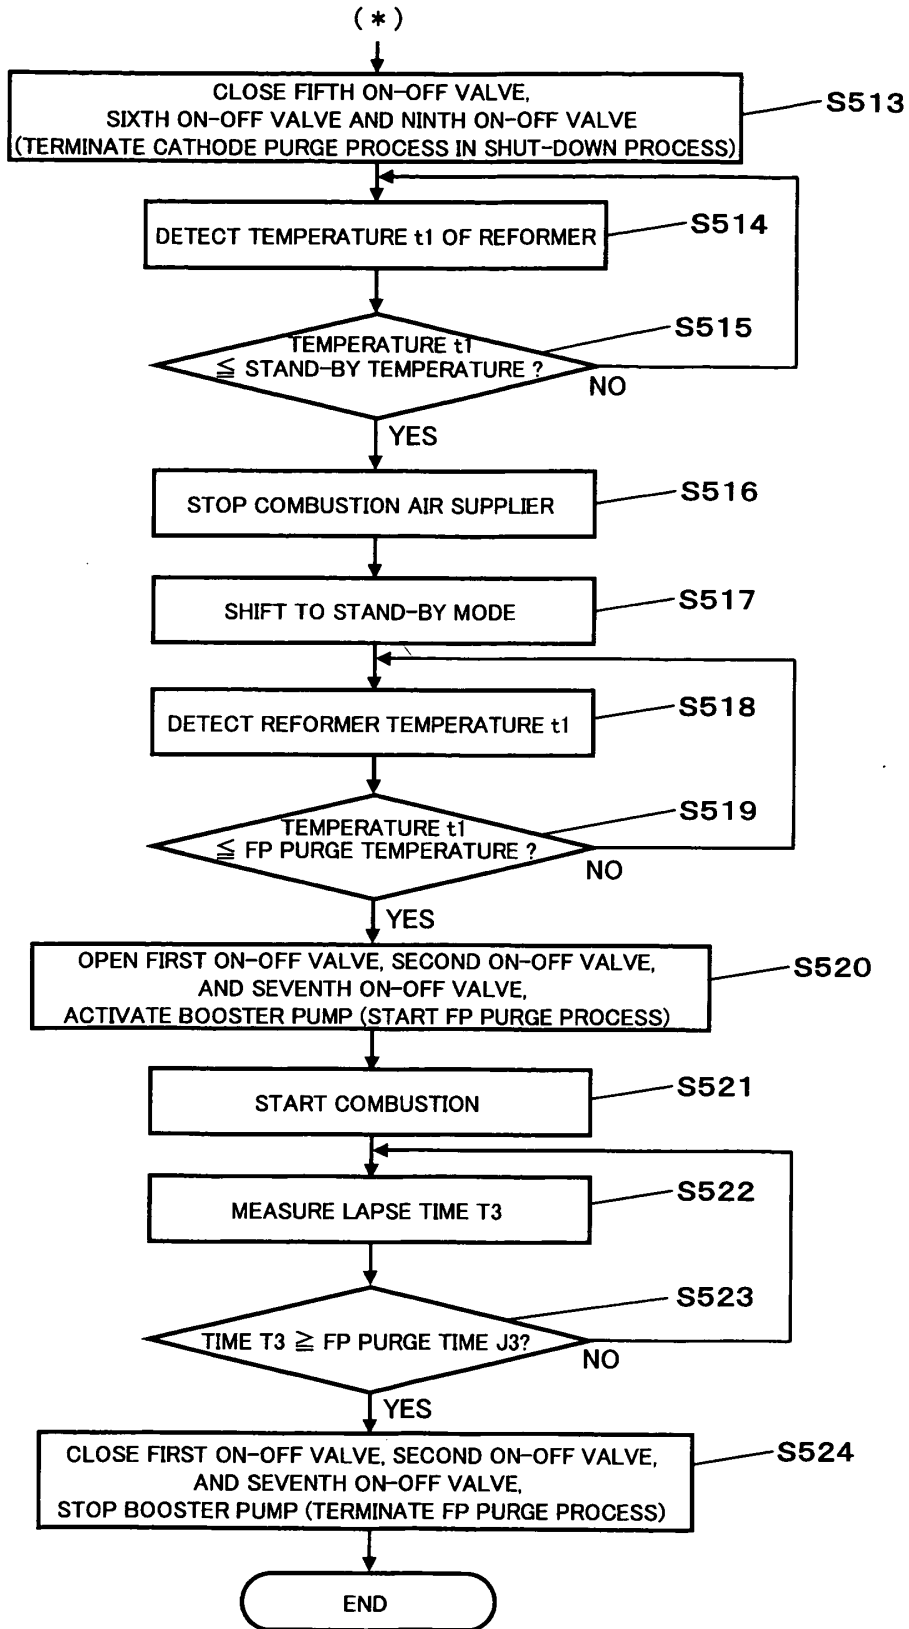 (*)
CLOSE FIFTH ON-OFF VALVE,
SIXTH ON-OFF VALVE AND NINTH ON-OFF VALVE
(TERMINATE CATHODE PURGE PROCESS IN SHUT-DOWN PROCESS)
S513
DETECT TEMPERATURE t1 OF REFORMER
S514
TEMPERATURE t1
≦ STAND-BY TEMPERATURE ?
S515
NO
YES
STOP COMBUSTION AIR SUPPLIER
S516
SHIFT TO STAND-BY MODE
S517
DETECT REFORMER TEMPERATURE t1
S518
TEMPERATURE t1
≦ FP PURGE TEMPERATURE ?
S519
NO
YES
OPEN FIRST ON-OFF VALVE, SECOND ON-OFF VALVE,
AND SEVENTH ON-OFF VALVE,
ACTIVATE BOOSTER PUMP (START FP PURGE PROCESS)
S520
START COMBUSTION
S521
MEASURE LAPSE TIME T3
S522
TIME T3 ≧ FP PURGE TIME J3?
S523
NO
YES
CLOSE FIRST ON-OFF VALVE, SECOND ON-OFF VALVE,
AND SEVENTH ON-OFF VALVE,
STOP BOOSTER PUMP (TERMINATE FP PURGE PROCESS)
S524
END